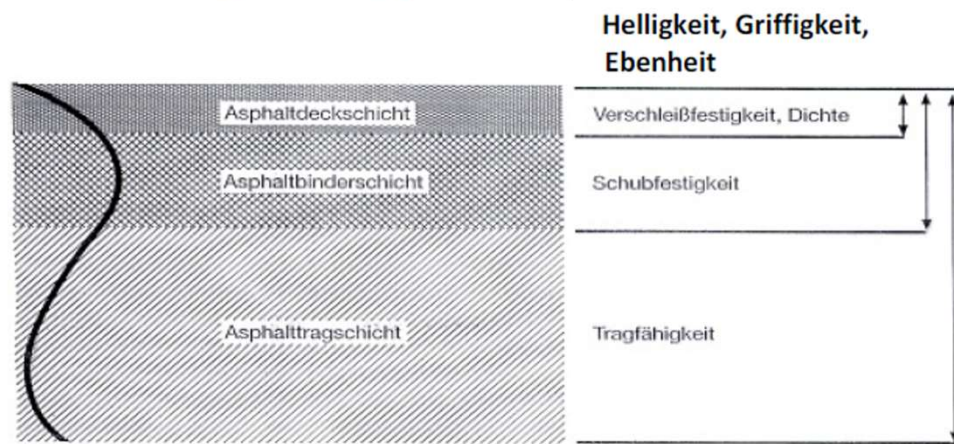 Helligkeit, Griffigkeit,
Ebenheit
Asphaltdeckschicht
Verschleißfestigkeit, Dichte
Asphaltbinderschicht
Schubfestigkeit
Asphalttragschicht
Tragfähigkeit